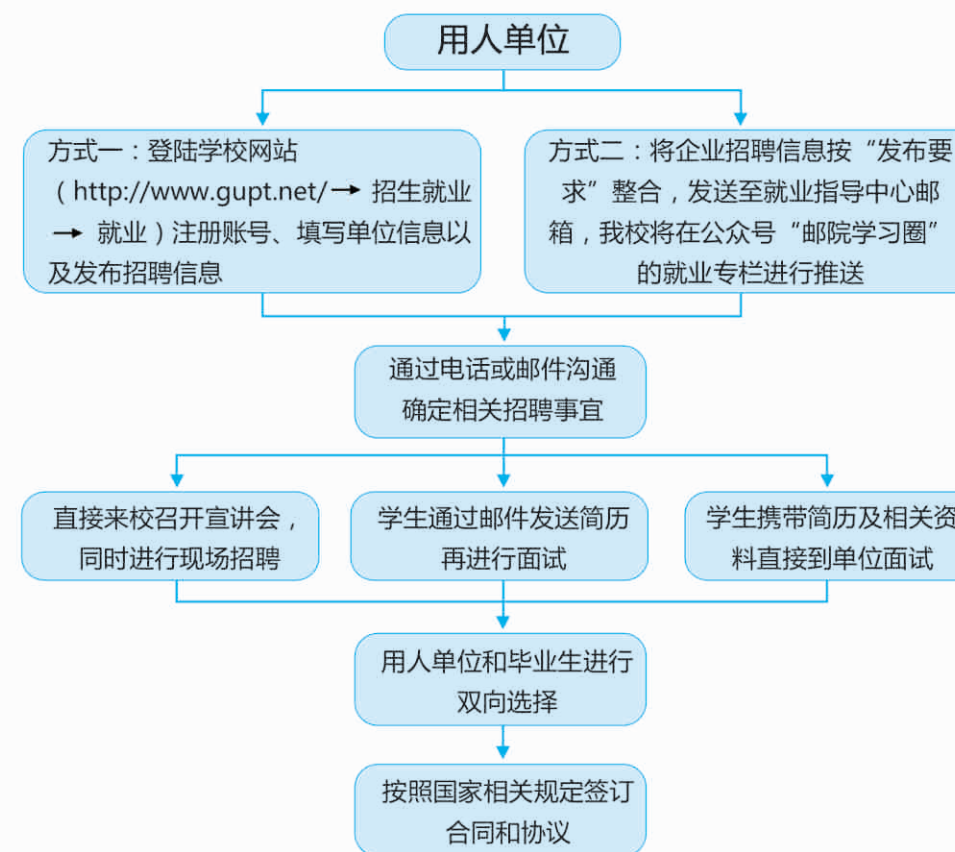 用人单位
方式一：登陆学校网站
（http://www.gupt.net/→ 招生就业
→ 就业）注册账号、填写单位信息以
及发布招聘信息
方式二：将企业招聘信息按“发布要
求”整合，发送至就业指导中心邮
箱，我校将在公众号“邮院学习圈”
的就业专栏进行推送
通过电话或邮件沟通
确定相关招聘事宜
直接来校召开宣讲会，
同时进行现场招聘
学生通过邮件发送简历
再进行面试
学生携带简历及相关资
料直接到单位面试
用人单位和毕业生进行
双向选择
按照国家相关规定签订
合同和协议